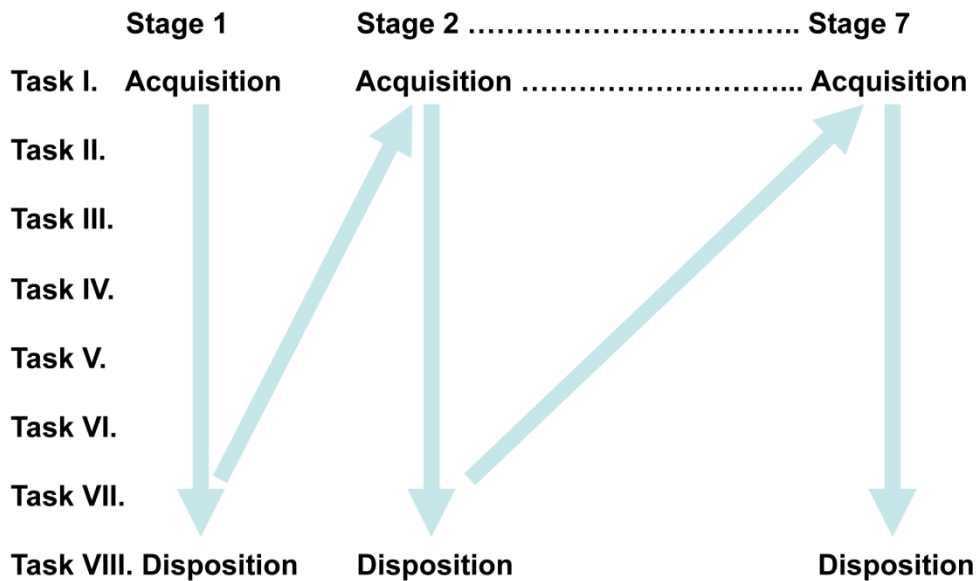 Stage 1 Stage 2 ………………………………... Stage 7
Task I. Acquisition Acquisition …………………………... Acquisition
Task II.
Task III.
Task IV.
Task V.
Task VI.
Task VII.
Task VIII. Disposition Disposition Disposition